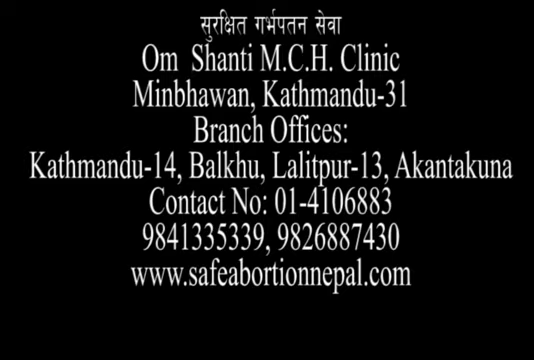 सुरक्षित गर्भपतन सेवा
Om Shanti M.C.H. Clinic
Minbhawan, Kathmandu-31
Branch Offices:
Kathmandu-14, Balkhu, Lalitpur-13, Akantakuna
Contact No: 01-4106883
9841335339, 9826887430
www.safeabortionnepal.com